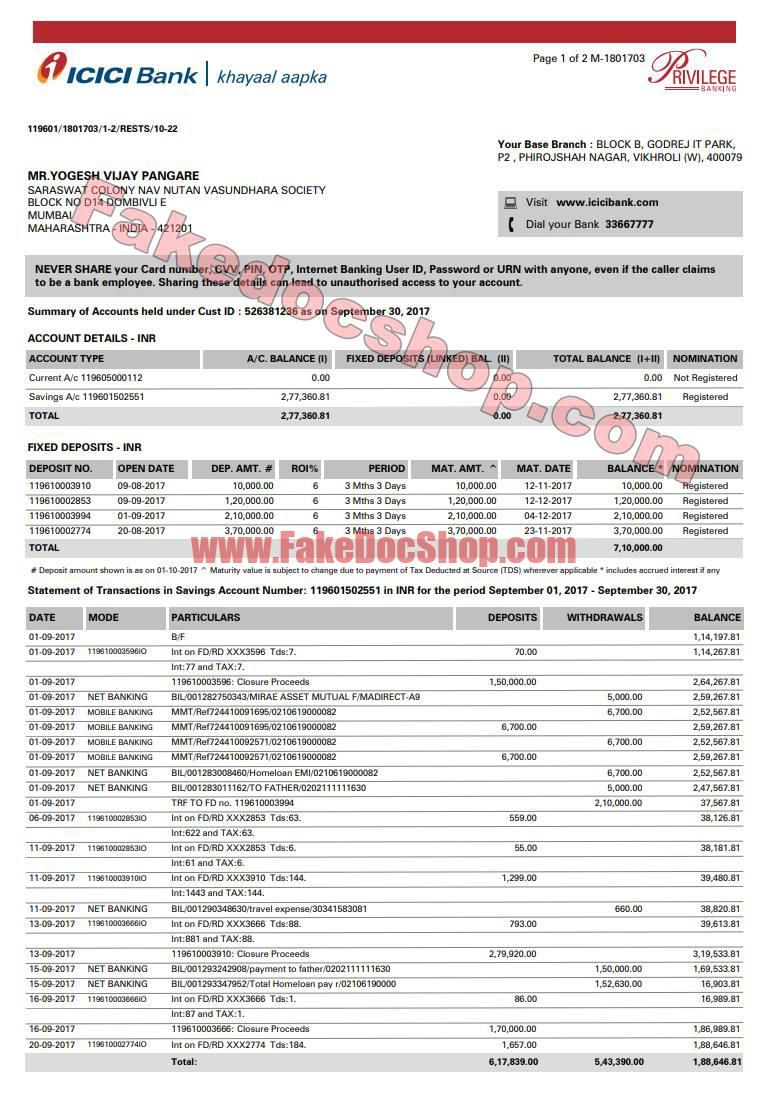 ICICI Bank | khayaal aapka
Page 1 of 2 M-1801703
PRIVILEGE
BANKING
119601/1801703/1-2/RESTS/10-22
Your Base Branch : BLOCK B, GODREJ IT PARK,
P2 , PHIROJSHAH NAGAR, VIKHROLI (W), 400079
MR.YOGESH VIJAY PANGARE
SARASWAT COLONY NAV NUTAN VASUNDHARA SOCIETY
BLOCK NO D14 DOMBIVLI E
MUMBAI
MAHARASHTRA - INDIA - 421201
Visit www.icicibank.com
Dial your Bank 33667777
Fakedocshop.com
NEVER SHARE your Card number, CVV, PIN, OTP, Internet Banking User ID, Password or URN with anyone, even if the caller claims
to be a bank employee. Sharing these details can lead to unauthorised access to your account.
Summary of Accounts held under Cust ID : 526381236 as on September 30, 2017
ACCOUNT DETAILS - INR
ACCOUNT TYPE A/C. BALANCE (I) FIXED DEPOSITS (LINKED) BAL. (II) TOTAL BALANCE (I+II) NOMINATION
Current A/c 119605000112 0.00 0.00 0.00 Not Registered
Savings A/c 119601502551 2,77,360.81 0.00 2,77,360.81 Registered
TOTAL 2,77,360.81 0.00 2,77,360.81
FIXED DEPOSITS - INR
DEPOSIT NO. OPEN DATE DEP. AMT. # ROI% PERIOD MAT. AMT. ^ MAT. DATE BALANCE * NOMINATION
119610003910 09-08-2017 10,000.00 6 3 Mths 3 Days 10,000.00 12-11-2017 10,000.00 Registered
119610002853 09-09-2017 1,20,000.00 6 3 Mths 3 Days 1,20,000.00 12-12-2017 1,20,000.00 Registered
119610003994 01-09-2017 2,10,000.00 6 3 Mths 3 Days 2,10,000.00 04-12-2017 2,10,000.00 Registered
119610002774 20-08-2017 3,70,000.00 6 3 Mths 3 Days 3,70,000.00 23-11-2017 3,70,000.00 Registered
TOTAL 7,10,000.00
www.FakeDocShop.com
# Deposit amount shown is as on 01-10-2017 ^ Maturity value is subject to change due to payment of Tax Deducted at Source (TDS) wherever applicable * includes accrued interest if any
Statement of Transactions in Savings Account Number: 119601502551 in INR for the period September 01, 2017 - September 30, 2017
DATE MODE PARTICULARS DEPOSITS WITHDRAWALS BALANCE
01-09-2017 B/F 1,14,197.81
01-09-2017 119610003596IO Int on FD/RD XXX3596 Tds:7. 70.00 1,14,267.81
Int:77 and TAX:7.
01-09-2017 119610003596: Closure Proceeds 1,50,000.00 2,64,267.81
01-09-2017 NET BANKING BIL/001282750343/MIRAE ASSET MUTUAL F/MADIRECT-A9 5,000.00 2,59,267.81
01-09-2017 MOBILE BANKING MMT/Ref724410091695/0210619000082 6,700.00 2,52,567.81
01-09-2017 MOBILE BANKING MMT/Ref724410091695/0210619000082 6,700.00 2,59,267.81
01-09-2017 MOBILE BANKING MMT/Ref724410092571/0210619000082 6,700.00 2,52,567.81
01-09-2017 MOBILE BANKING MMT/Ref724410092571/0210619000082 6,700.00 2,59,267.81
01-09-2017 NET BANKING BIL/001283008460/Homeloan EMI/0210619000082 6,700.00 2,52,567.81
01-09-2017 NET BANKING BIL/001283011162/TO FATHER/0202111111630 5,000.00 2,47,567.81
01-09-2017 TRF TO FD no. 119610003994 2,10,000.00 37,567.81
06-09-2017 119610002853IO Int on FD/RD XXX2853 Tds:63. 559.00 38,126.81
Int:622 and TAX:63.
11-09-2017 119610002853IO Int on FD/RD XXX2853 Tds:6. 55.00 38,181.81
Int:61 and TAX:6.
11-09-2017 119610003910IO Int on FD/RD XXX3910 Tds:144. 1,299.00 39,480.81
Int:1443 and TAX:144.
11-09-2017 NET BANKING BIL/001290348630/travel expense/30341583081 660.00 38,820.81
13-09-2017 119610003666IO Int on FD/RD XXX3666 Tds:88. 793.00 39,613.81
Int:881 and TAX:88.
13-09-2017 119610003910: Closure Proceeds 2,79,920.00 3,19,533.81
15-09-2017 NET BANKING BIL/001293242908/payment to father/0202111111630 1,50,000.00 1,69,533.81
15-09-2017 NET BANKING BIL/001293347952/Total Homeloan pay r/02106190000 1,52,630.00 16,903.81
16-09-2017 119610003666IO Int on FD/RD XXX3666 Tds:1. 86.00 16,989.81
Int:87 and TAX:1.
16-09-2017 119610003666: Closure Proceeds 1,70,000.00 1,86,989.81
20-09-2017 119610002774IO Int on FD/RD XXX2774 Tds:184. 1,657.00 1,88,646.81
Total: 6,17,839.00 5,43,390.00 1,88,646.81